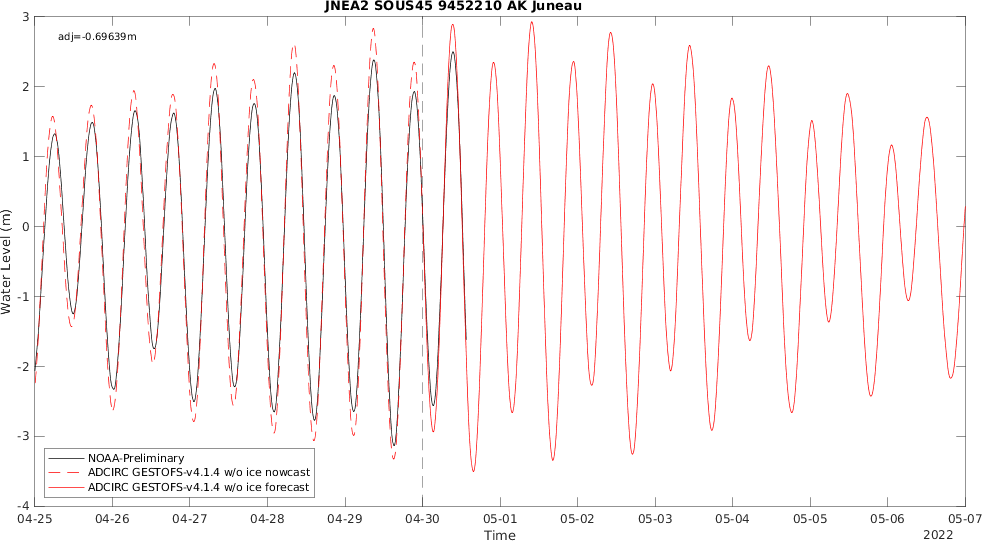 JNEA2 SOUS45 9452210 AK Juneau
adj=-0.69639m
3
2
1
0
-1
-2
-3
-4
Water Level (m)
NOAA-Preliminary
ADCIRC GESTOFS-v4.1.4 w/o ice nowcast
ADCIRC GESTOFS-v4.1.4 w/o ice forecast
04-25 04-26 04-27 04-28 04-29 04-30 05-01 05-02 05-03 05-04 05-05 05-06 05-07
Time
2022